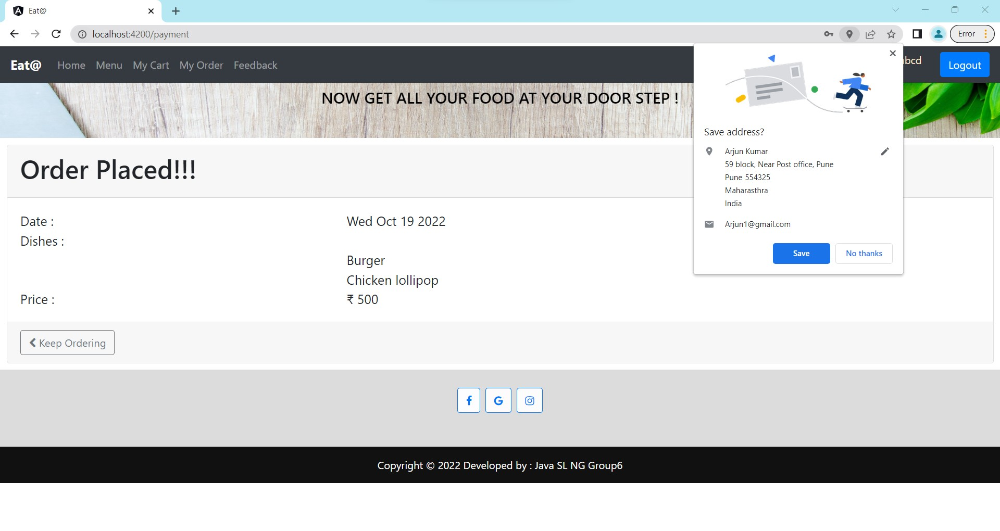 Eat@
localhost:4200/payment
Error
Eat@ Home Menu My Cart My Order Feedback
Logout
NOW GET ALL YOUR FOOD AT YOUR DOOR STEP !
Save address?
Arjun Kumar
59 block, Near Post office, Pune
Pune 554325
Maharasthra
India
Arjun1@gmail.com
Save No thanks
Order Placed!!!
Date : Wed Oct 19 2022
Dishes :
Burger
Chicken lollipop
Price : ₹ 500
Keep Ordering
Copyright © 2022 Developed by : Java SL NG Group6